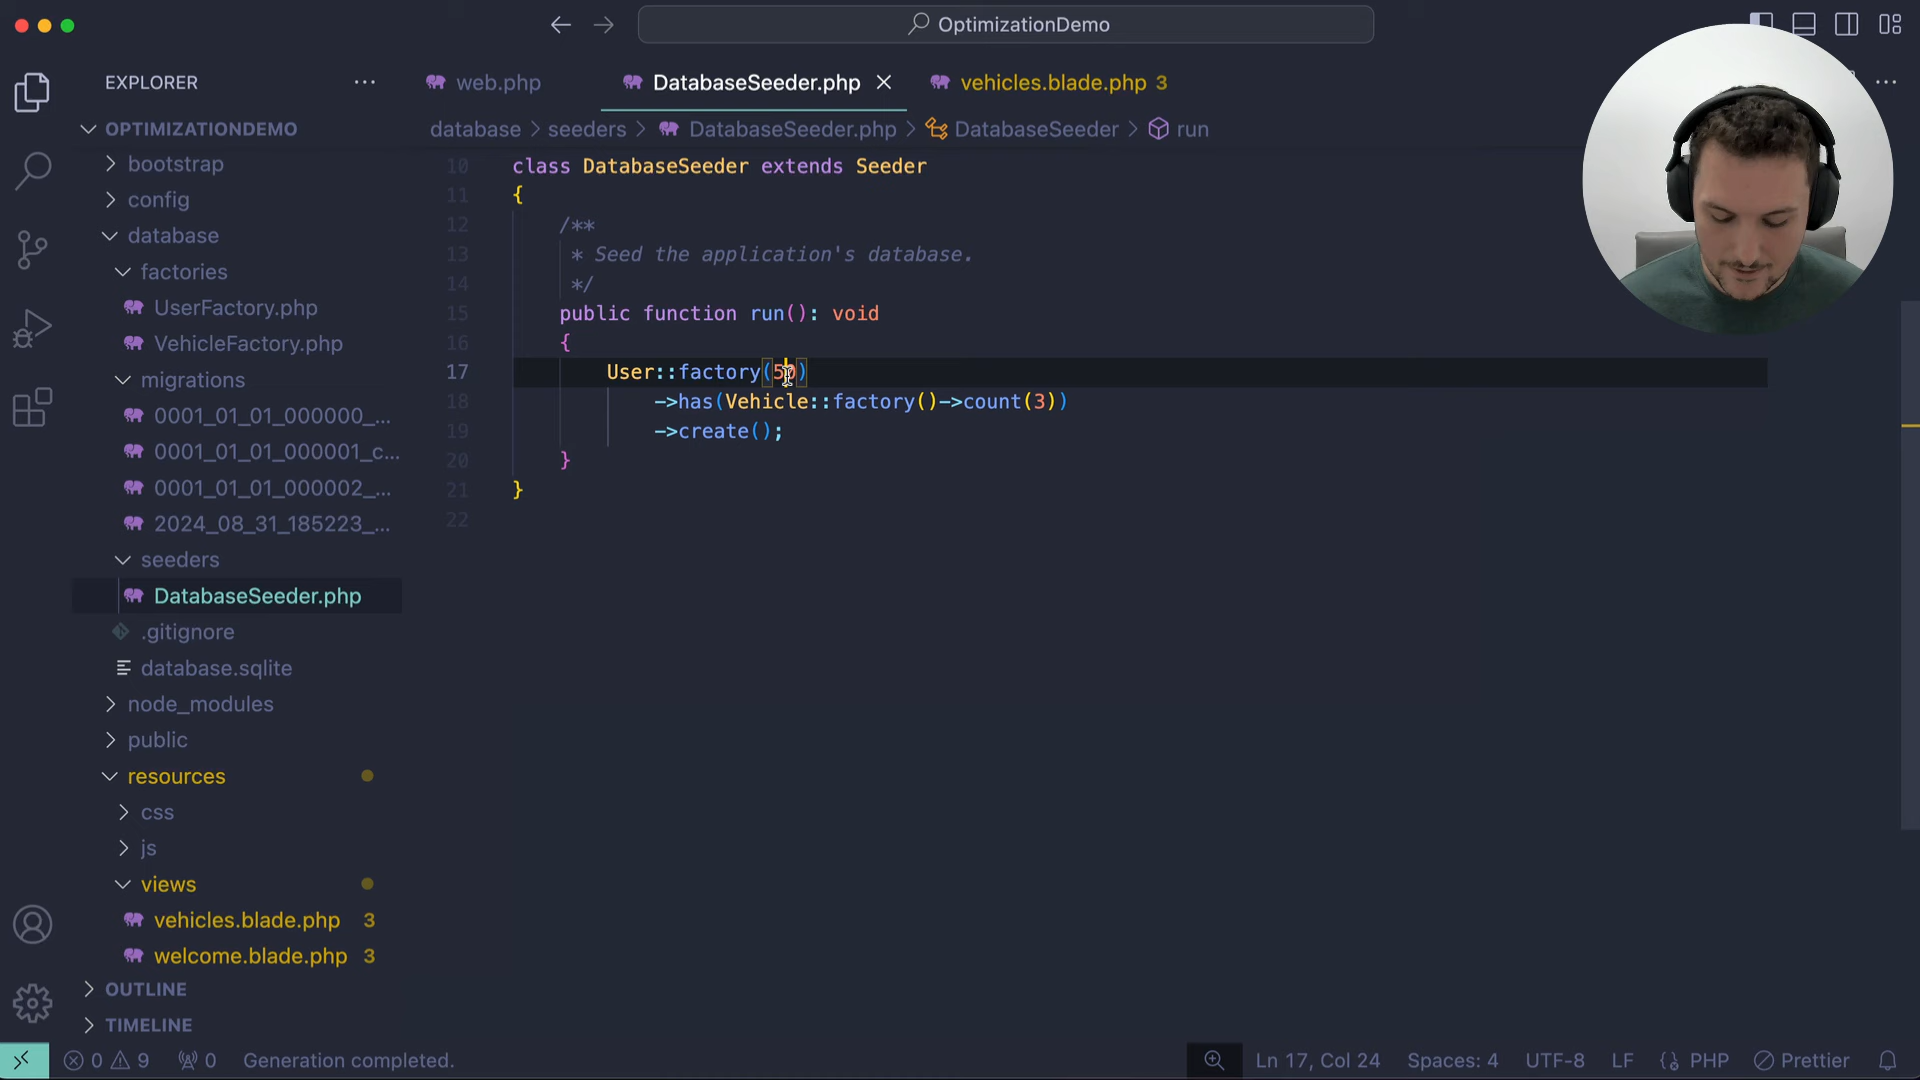 OptimizationDemo
EXPLORER
web.php
DatabaseSeeder.php
vehicles.blade.php 3
OPTIMIZATIONDEMO
database > seeders > DatabaseSeeder.php > DatabaseSeeder > run
bootstrap
config
database
factories
UserFactory.php
VehicleFactory.php
migrations
0001_01_01_000000_...
0001_01_01_000001_c...
0001_01_01_000002_...
2024_08_31_185223_...
seeders
DatabaseSeeder.php
.gitignore
database.sqlite
node_modules
public
resources
css
js
views
vehicles.blade.php 3
welcome.blade.php 3
OUTLINE
TIMELINE
10 class DatabaseSeeder extends Seeder
11 {
12 /**
13 * Seed the application's database.
14 */
15 public function run(): void
16 {
17 User::factory(50)
18 ->has(Vehicle::factory()->count(3))
19 ->create();
20 }
21 }
22
0 9 0 Generation completed. Ln 17, Col 24 Spaces: 4 UTF-8 LF PHP Prettier